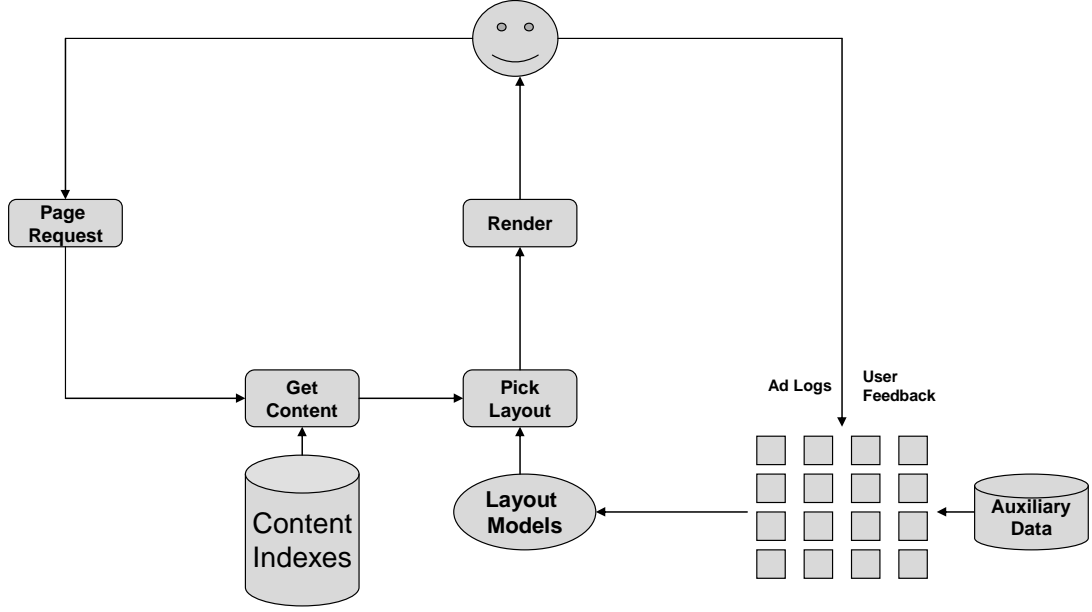 Page
Request
Render
Get
Content
Pick
Layout
Ad Logs
User
Feedback
Content
Indexes
Layout
Models
Auxiliary
Data